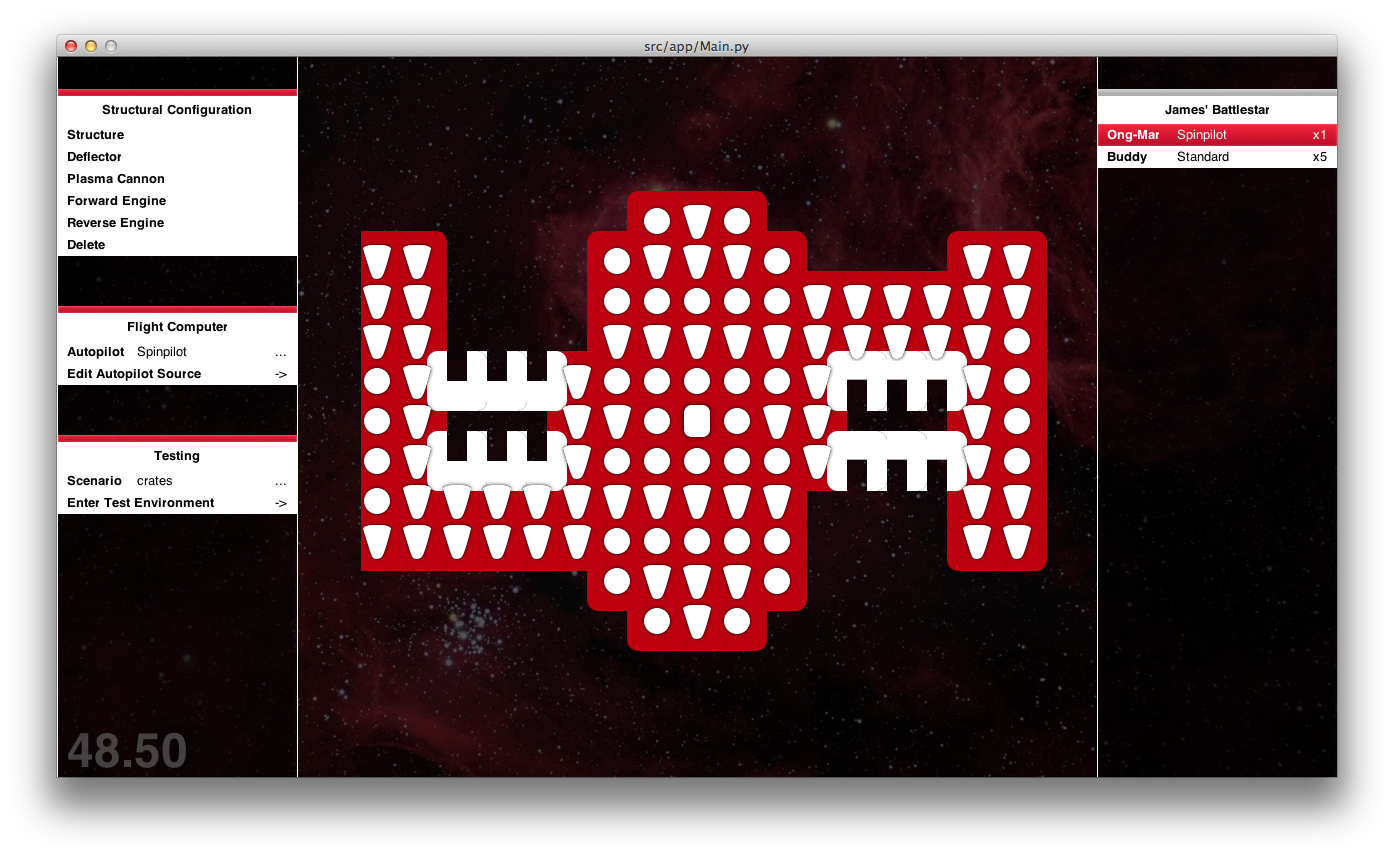 src/app/Main.py
Structural Configuration
Structure
Deflector
Plasma Cannon
Forward Engine
Reverse Engine
Delete
Flight Computer
Autopilot Spinpilot ...
Edit Autopilot Source ->
Testing
Scenario crates ...
Enter Test Environment ->
48.50
James' Battlestar
Ong-Mar Spinpilot x1
Buddy Standard x5